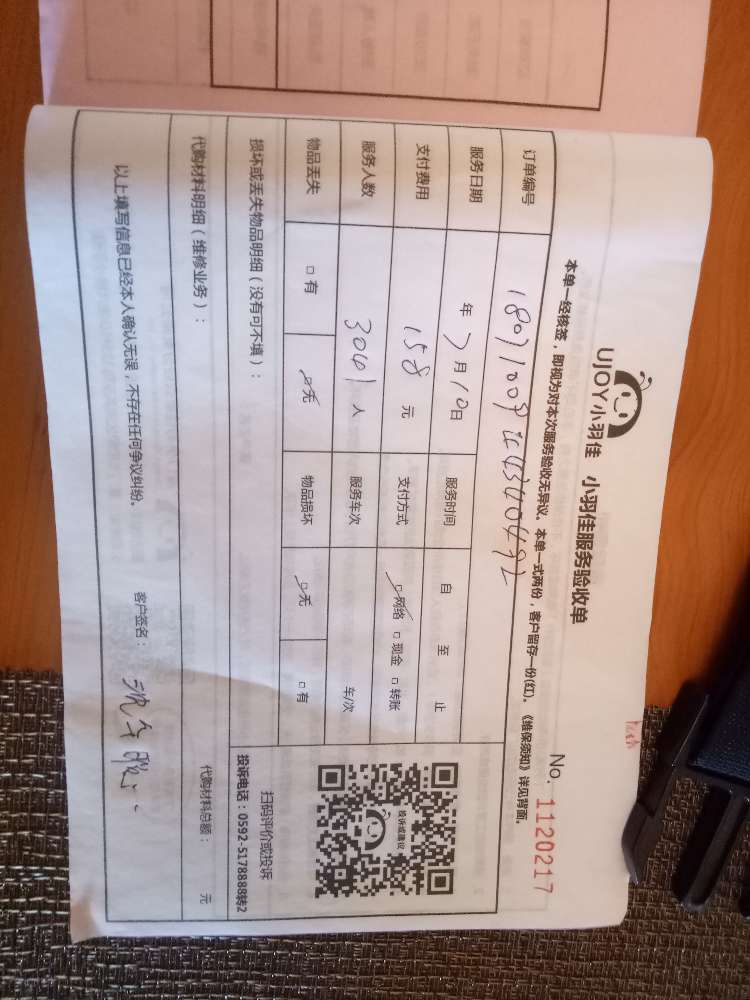 UJOY小羽佳 小羽佳服务验收单
No. 1120217
本单一经核签，即视为对本次服务验收无异议。本单一式两份，客户留存一份(红)。《维保须知》详见背面。
订单编号
服务日期 年 7月10日 服务时间 自 至 止
支付费用 158 元 支付方式 □网络 □现金 □转账
服务人数 人 服务车次 车/次
物品丢失 □有 □无 物品损坏 □无 □有
投诉或建议
扫码评价或投诉
投诉电话：0592-5178888转2
损坏或丢失物品明细（没有可不填）：
代购材料明细（维修业务）： 代购材料总额： 元
以上填写信息已经本人确认无误，不存在任何争议纠纷。 客户签名：